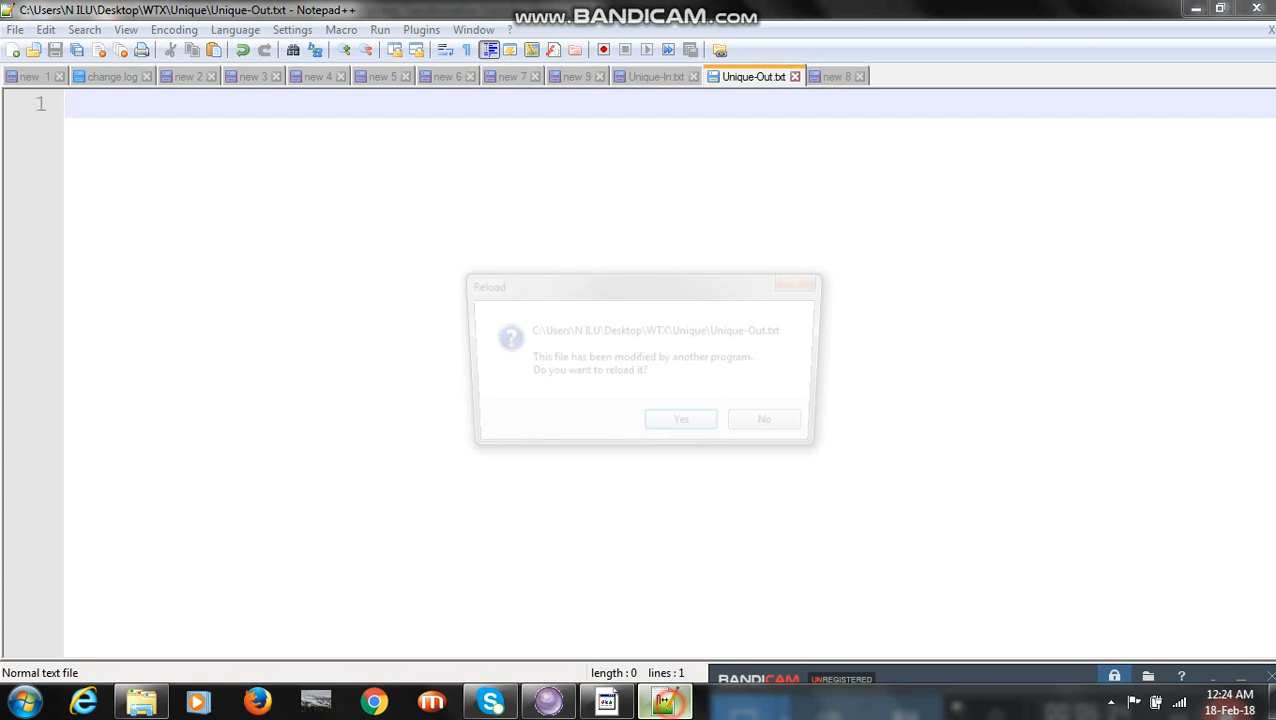 C:\Users\N ILU\Desktop\WTX\Unique\Unique-Out.txt - Notepad++
www.BANDICAM.com
File Edit Search View Encoding Language Settings Macro Run Plugins Window ? X
new 1 change.log new 2 new 3 new 4 new 5 new 6 new 7 new 9 Unique-In.txt Unique-Out.txt new 8
1
Reload
C:\Users\N ILU\Desktop\WTX\Unique\Unique-Out.txt
This file has been modified by another program.
Do you want to reload it?
Yes No
Normal text file length : 0 lines : 1
BANDICAM UNREGISTERED
12:24 AM
18-Feb-18